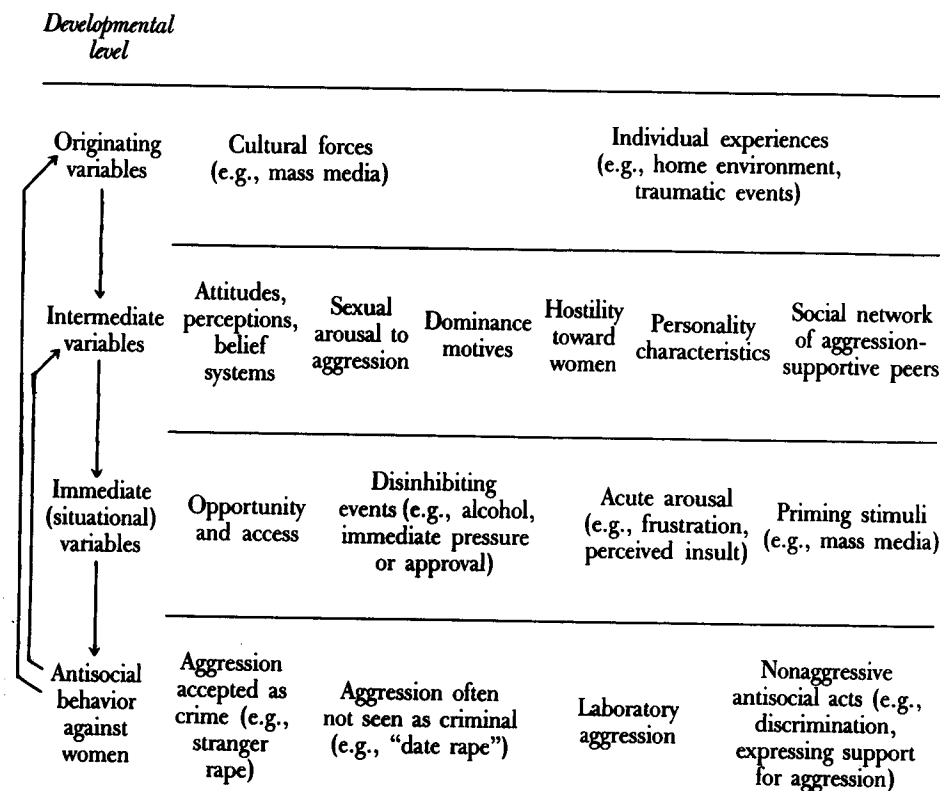 Developmental
level
Originating
variables
Cultural forces
(e.g., mass media)
Individual experiences
(e.g., home environment,
traumatic events)
Intermediate
variables
Attitudes,
perceptions,
belief
systems
Sexual
arousal to
aggression
Dominance
motives
Hostility
toward
women
Personality
characteristics
Social network
of aggression-
supportive peers
Immediate
(situational)
variables
Opportunity
and access
Disinhibiting
events (e.g., alcohol,
immediate pressure
or approval)
Acute arousal
(e.g., frustration,
perceived insult)
Priming stimuli
(e.g., mass media)
Antisocial
behavior
against
women
Aggression
accepted as
crime (e.g.,
stranger
rape)
Aggression often
not seen as criminal
(e.g., “date rape”)
Laboratory
aggression
Nonaggressive
antisocial acts (e.g.,
discrimination,
expressing support
for aggression)